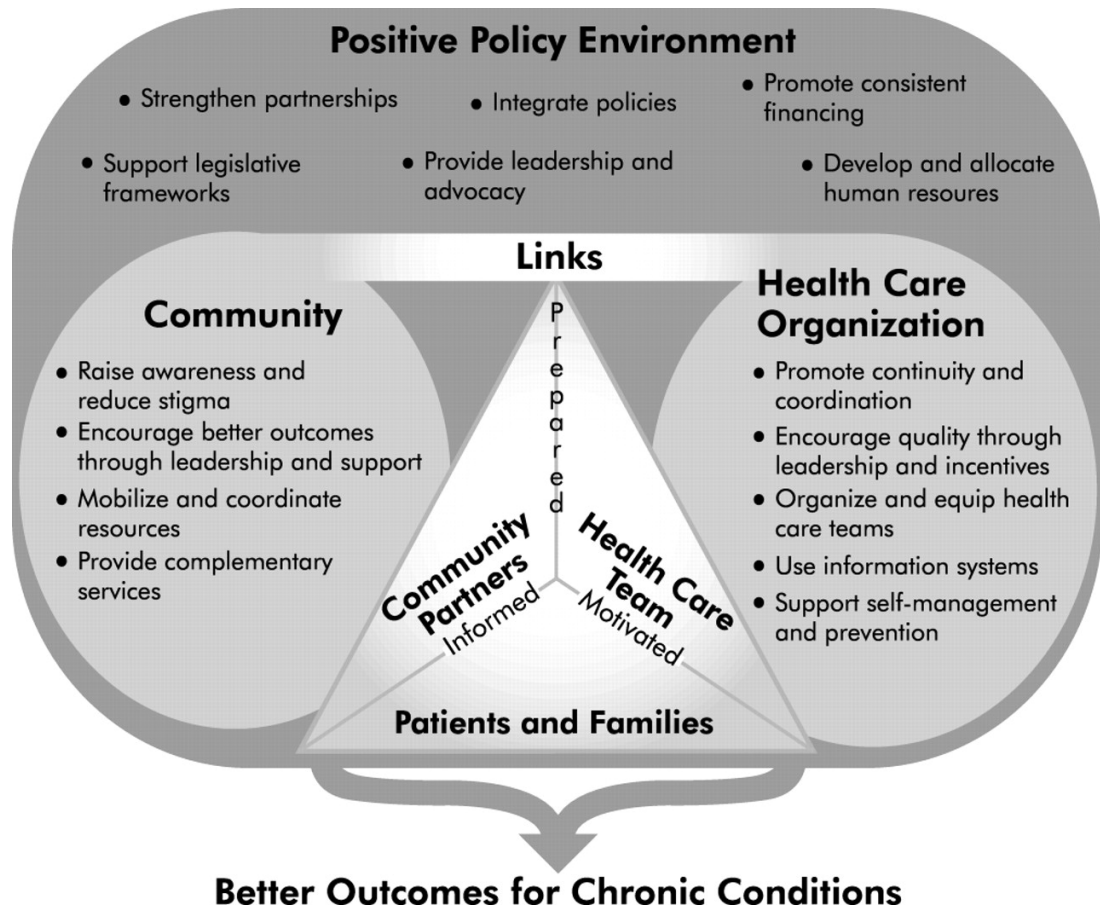 Positive Policy Environment
• Strengthen partnerships
• Integrate policies
• Promote consistent
financing
• Support legislative
frameworks
• Provide leadership and
advocacy
• Develop and allocate
human resoures
Links
Community
• Raise awareness and
reduce stigma
• Encourage better outcomes
through leadership and support
• Mobilize and coordinate
resources
• Provide complementary
services
Prepared
Community
Partners
Informed
Health Care
Team
Motivated
Patients and Families
Health Care
Organization
• Promote continuity and
coordination
• Encourage quality through
leadership and incentives
• Organize and equip health
care teams
• Use information systems
• Support self-management
and prevention
Better Outcomes for Chronic Conditions